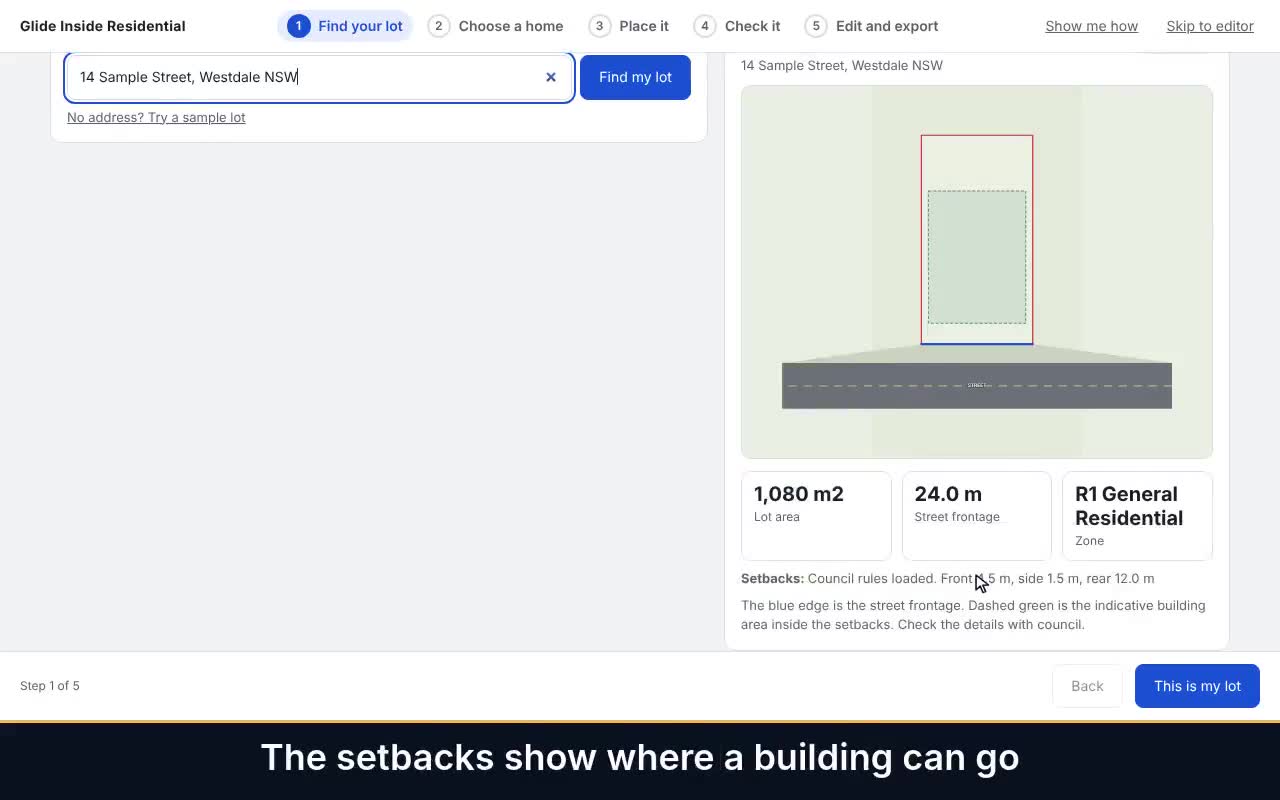 Glide Inside Residential
1 Find your lot
2 Choose a home
3 Place it
4 Check it
5 Edit and export
Show me how
Skip to editor
14 Sample Street, Westdale NSW
Find my lot
No address? Try a sample lot
14 Sample Street, Westdale NSW
STREET
1,080 m2
Lot area
24.0 m
Street frontage
R1 General
Residential
Zone
Setbacks: Council rules loaded. Front 4.5 m, side 1.5 m, rear 12.0 m
The blue edge is the street frontage. Dashed green is the indicative building
area inside the setbacks. Check the details with council.
Step 1 of 5
Back
This is my lot
The setbacks show where a building can go